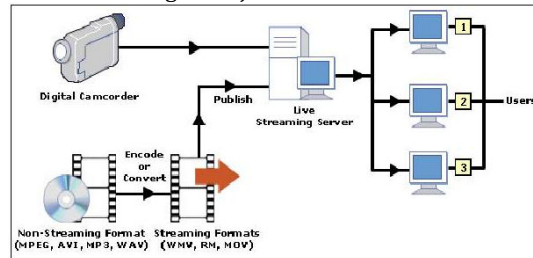 1
Digital Camcorder
Publish
Live
Streaming Server
2
Users
Encode
or
Convert
3
Non-Streaming Format
(MPEG, AVI, MP3, WAV)
Streaming Formats
(WMV, RM, MOV)